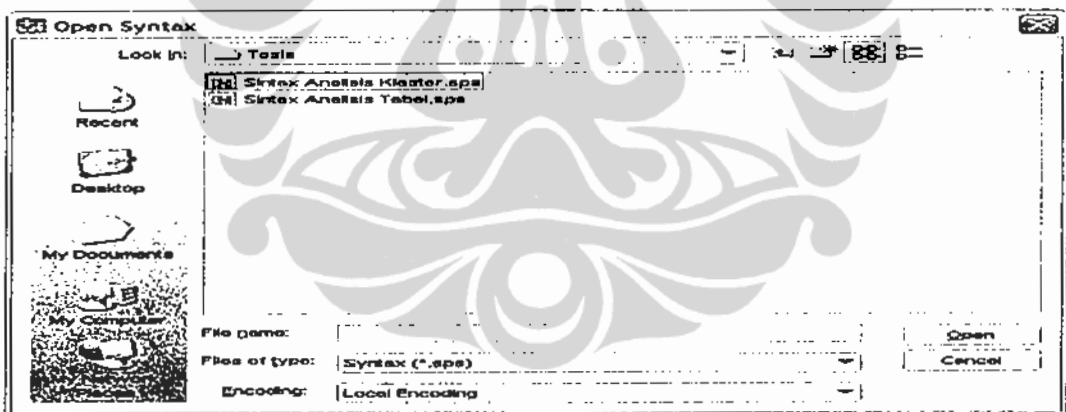 Open Syntax
Look in: Tesis
Sintax Analisis Klaster.sps
Sintax Analisis Tabel.sps
Recent
Desktop
My Documents
My Computer
File name:
Open
Files of type: Syntax (*.sps)
Cancel
Encoding: Local Encoding